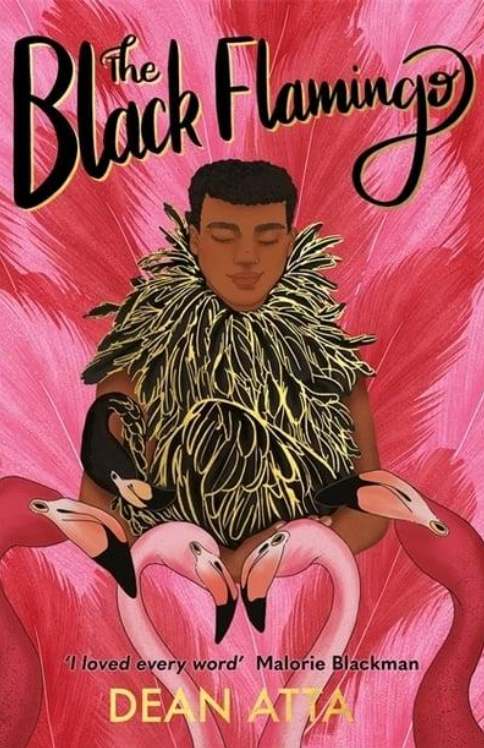 The
Black Flamingo
'I loved every word' Malorie Blackman
DEAN ATTA